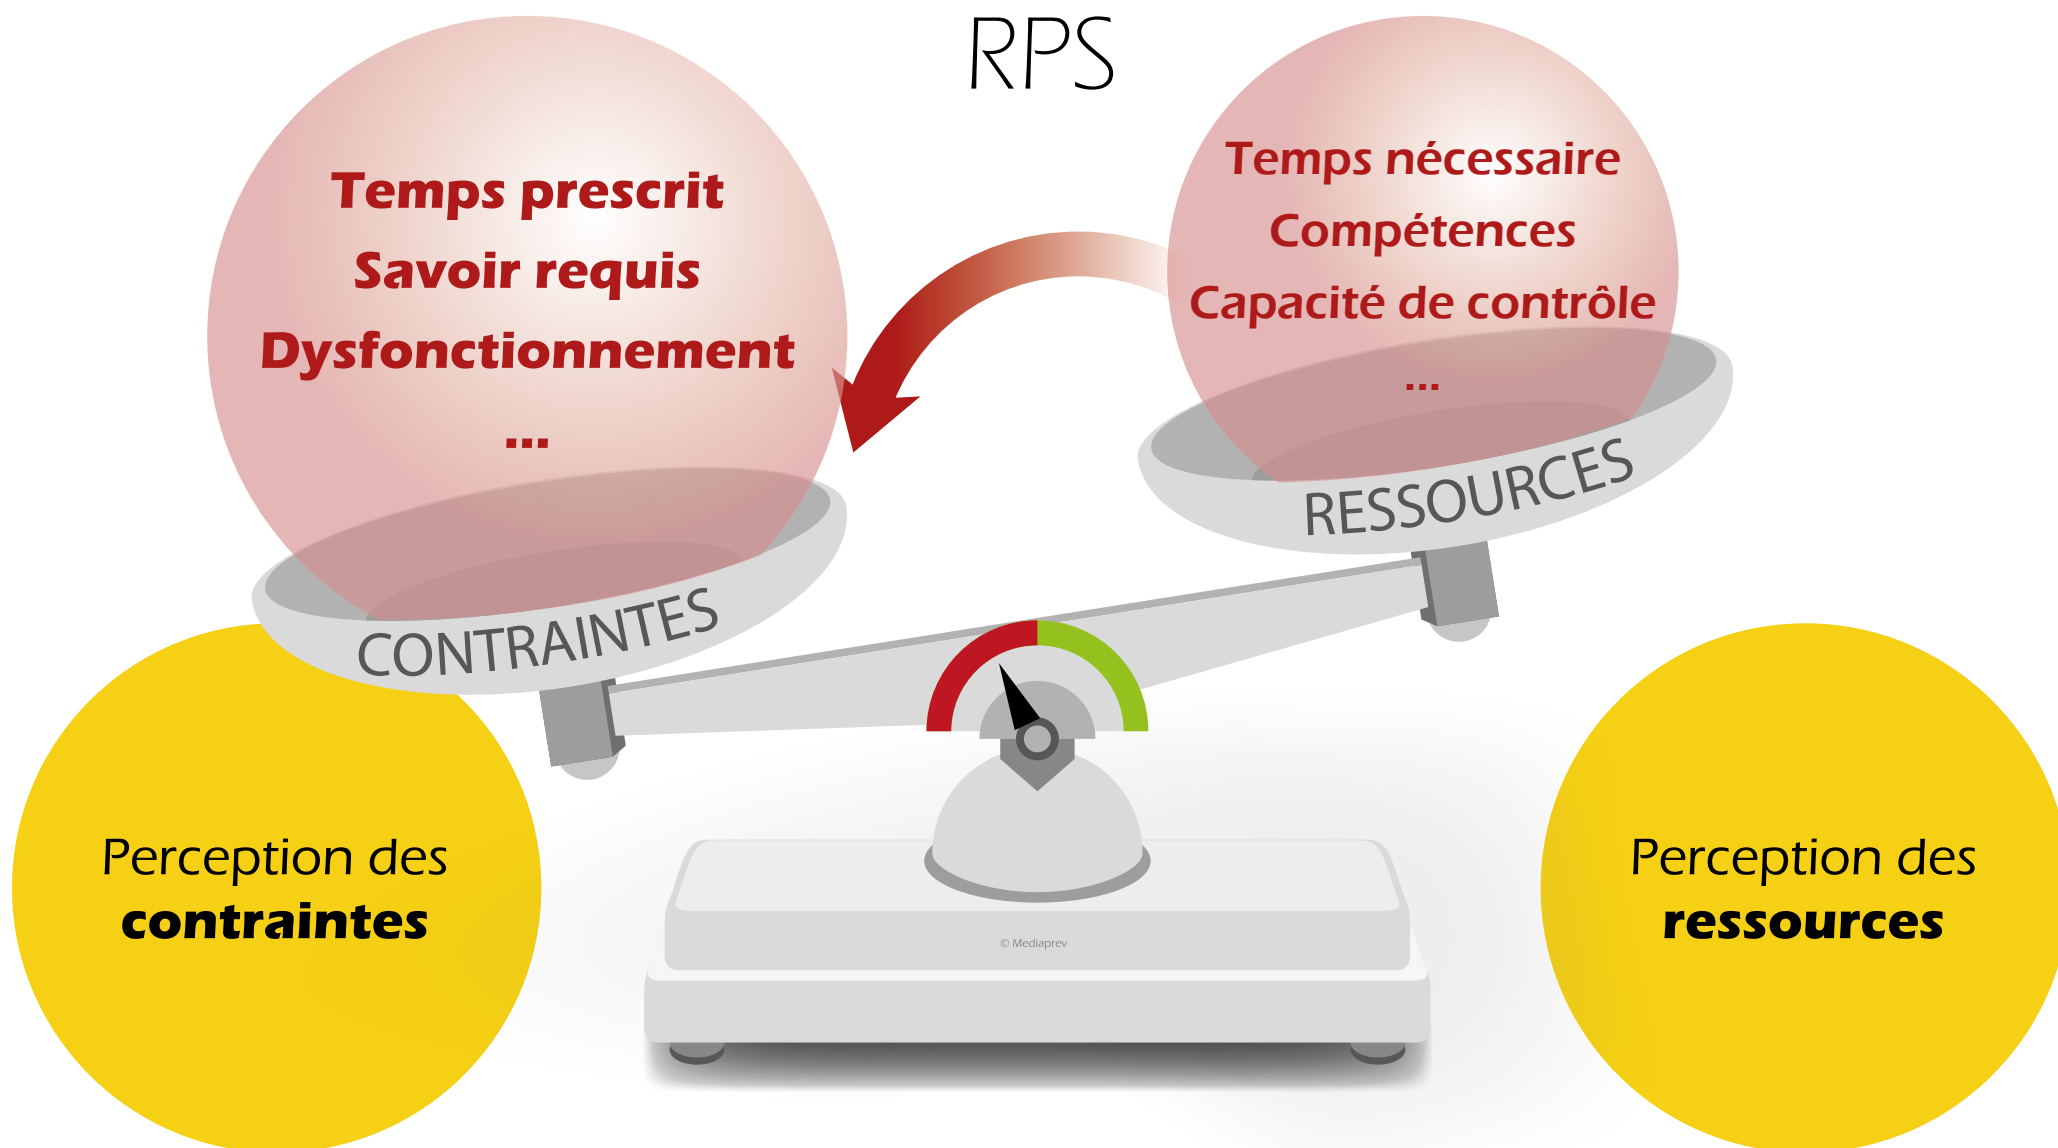 RPS
Temps prescrit
Savoir requis
Dysfonctionnement
...
Temps nécessaire
Compétences
Capacité de contrôle
...
CONTRAINTES
RESSOURCES
Perception des
contraintes
Perception des
ressources
© Mediaprev